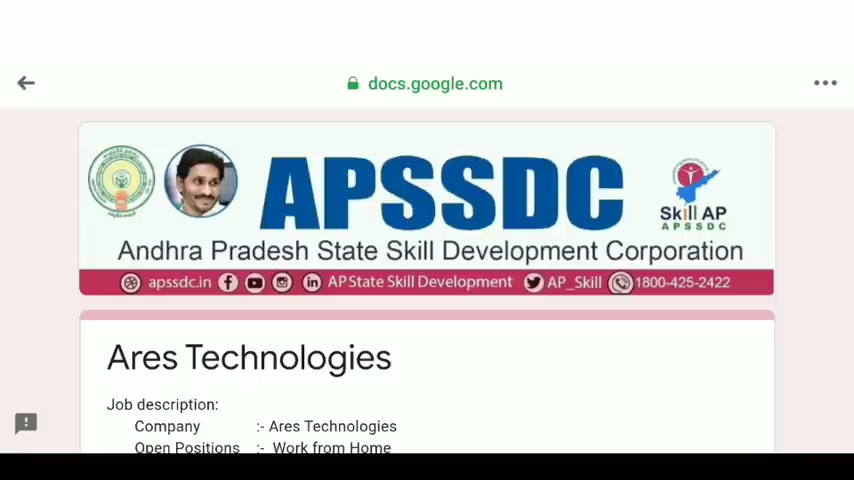 docs.google.com
APSSDC
Skill AP
APSSDC
Andhra Pradesh State Skill Development Corporation
apssdc.in AP State Skill Development AP_Skill 1800-425-2422
Ares Technologies
Job description:
Company :- Ares Technologies
Open Positions :- Work from Home